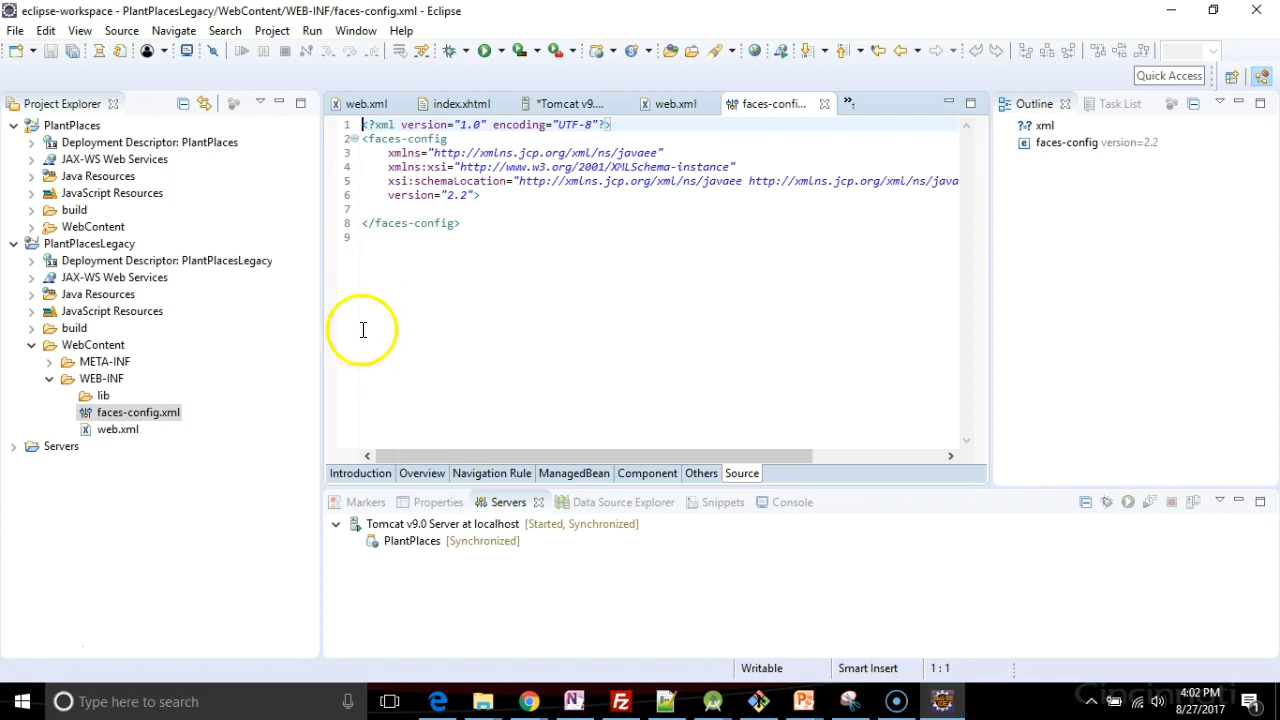 eclipse-workspace - PlantPlacesLegacy/WebContent/WEB-INF/faces-config.xml - Eclipse
File Edit View Source Navigate Search Project Run Window Help
Quick Access
Project Explorer
PlantPlaces
Deployment Descriptor: PlantPlaces
JAX-WS Web Services
Java Resources
JavaScript Resources
build
WebContent
PlantPlacesLegacy
Deployment Descriptor: PlantPlacesLegacy
JAX-WS Web Services
Java Resources
JavaScript Resources
build
WebContent
META-INF
WEB-INF
lib
faces-config.xml
web.xml
Servers
web.xml index.xhtml *Tomcat v9.... web.xml faces-confi... »1
1 <?xml version="1.0" encoding="UTF-8"?>
2 <faces-config
3 xmlns="http://xmlns.jcp.org/xml/ns/javaee"
4 xmlns:xsi="http://www.w3.org/2001/XMLSchema-instance"
5 xsi:schemaLocation="http://xmlns.jcp.org/xml/ns/javaee http://xmlns.jcp.org/xml/ns/java
6 version="2.2">
7
8 </faces-config>
9
Introduction Overview Navigation Rule ManagedBean Component Others Source
Outline Task List
xml
faces-config version=2.2
Markers Properties Servers Data Source Explorer Snippets Console
Tomcat v9.0 Server at localhost [Started, Synchronized]
PlantPlaces [Synchronized]
Writable Smart Insert 1 : 1
Type here to search
Cincinnati
4:02 PM
8/27/2017
1